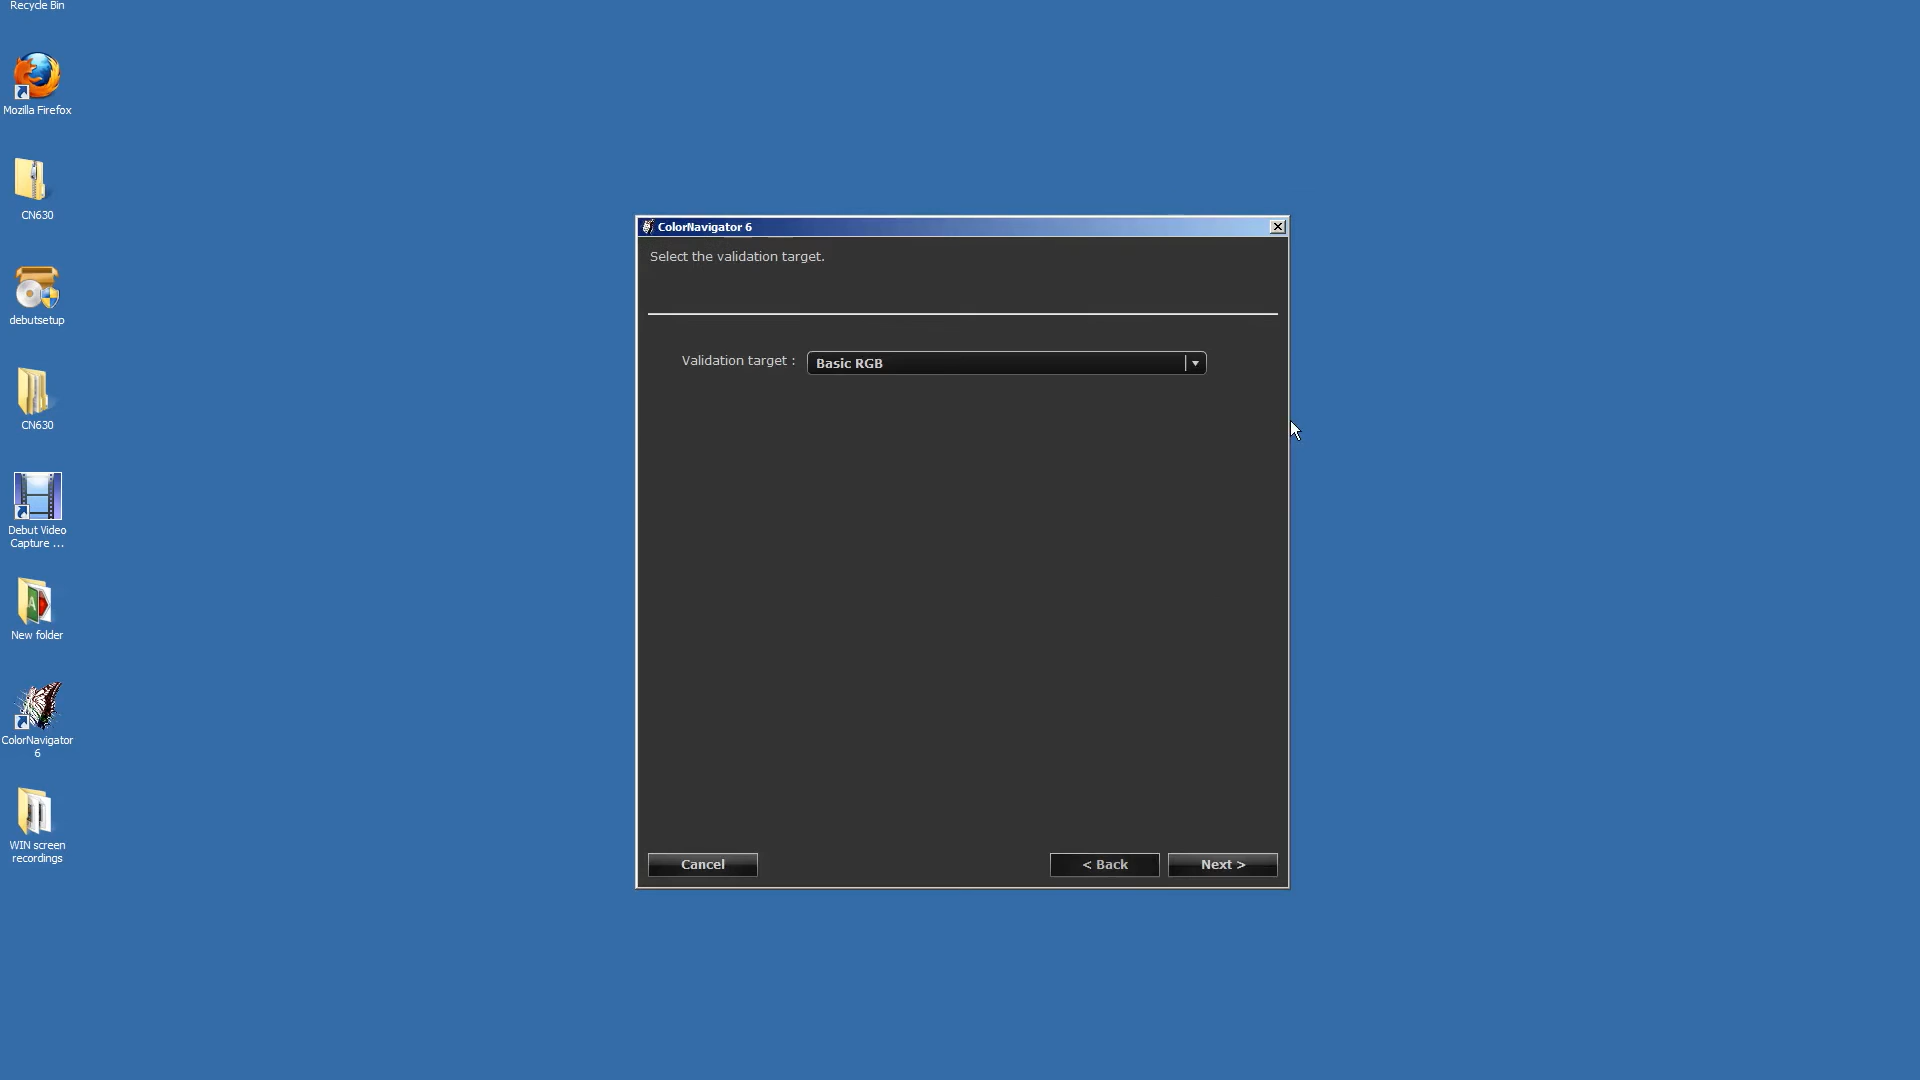 Recycle Bin
Mozilla Firefox
CN630
debutsetup
CN630
Debut Video
Capture ...
New folder
ColorNavigator
6
WIN screen
recordings
ColorNavigator 6
Select the validation target.
Validation target : Basic RGB
Cancel < Back Next >